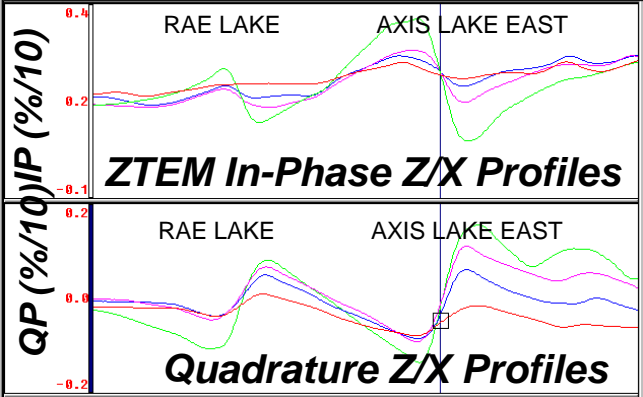 0.4
RAE LAKE AXIS LAKE EAST
IP (%/10)
0.2
ZTEM In-Phase Z/X Profiles
-0.1
0.2
RAE LAKE AXIS LAKE EAST
QP (%/10)
0.0
Quadrature Z/X Profiles
-0.2